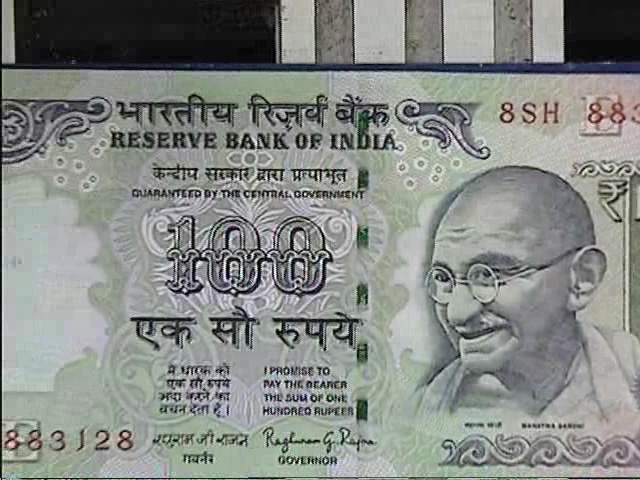 भारतीय रिज़र्व बैंक
RESERVE BANK OF INDIA
8SH 883
केन्द्रीय सरकार द्वारा प्रत्याभूत
GUARANTEED BY THE CENTRAL GOVERNMENT
₹
100
एक सौ रुपये
मैं धारक को
एक सौ रुपये
अदा करने का
वचन देता हूँ।
I PROMISE TO
PAY THE BEARER
THE SUM OF ONE
HUNDRED RUPEES
महात्मा गांधी MAHATMA GANDHI
883128
रघुराम जी राजन
Raghuram G. Rajan
गवर्नर
GOVERNOR